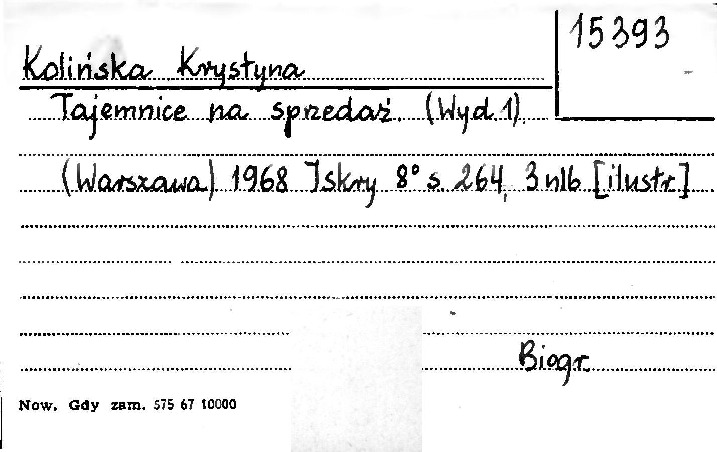 15393
Kolińska Krystyna
Tajemnice na sprzedaż. (Wyd. 1).
(Warszawa) 1968 Iskry 8° s. 264, 3 nlb [ilustr.]
Biogr.
Now. Gdy zam. 575 67 10000